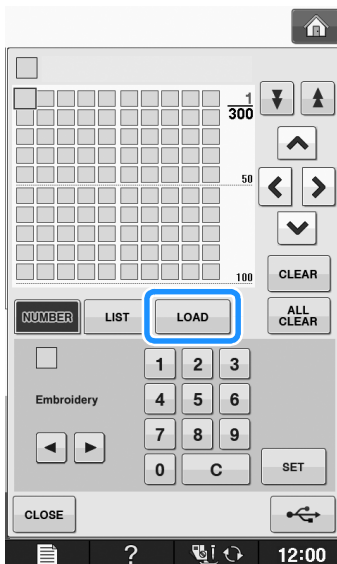 1
300
50
100
CLEAR
NUMBER LIST LOAD ALL CLEAR
1 2 3
Embroidery 4 5 6
7 8 9
0 C SET
CLOSE
? 12:00